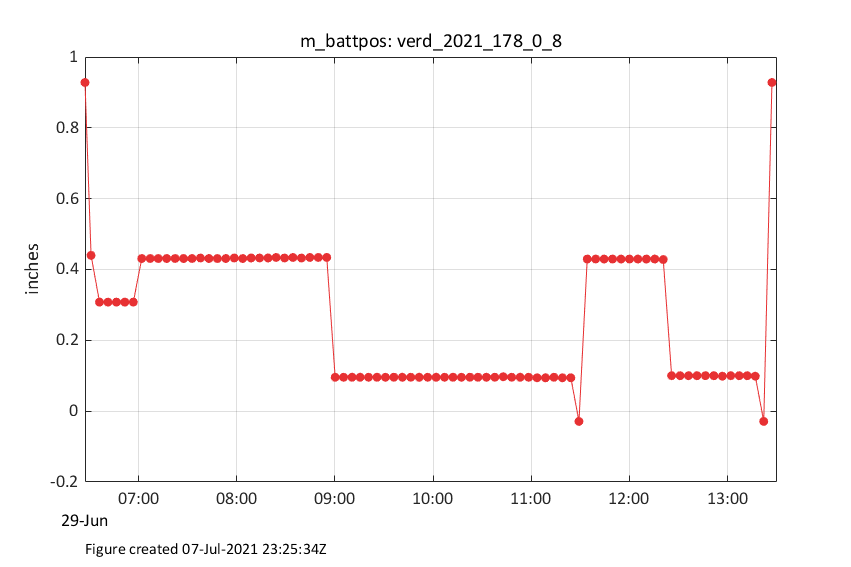 m_battpos: verd_2021_178_0_8
1
0.8
0.6
0.4
0.2
0
-0.2
inches
07:00 08:00 09:00 10:00 11:00 12:00 13:00
29-Jun
Figure created 07-Jul-2021 23:25:34Z